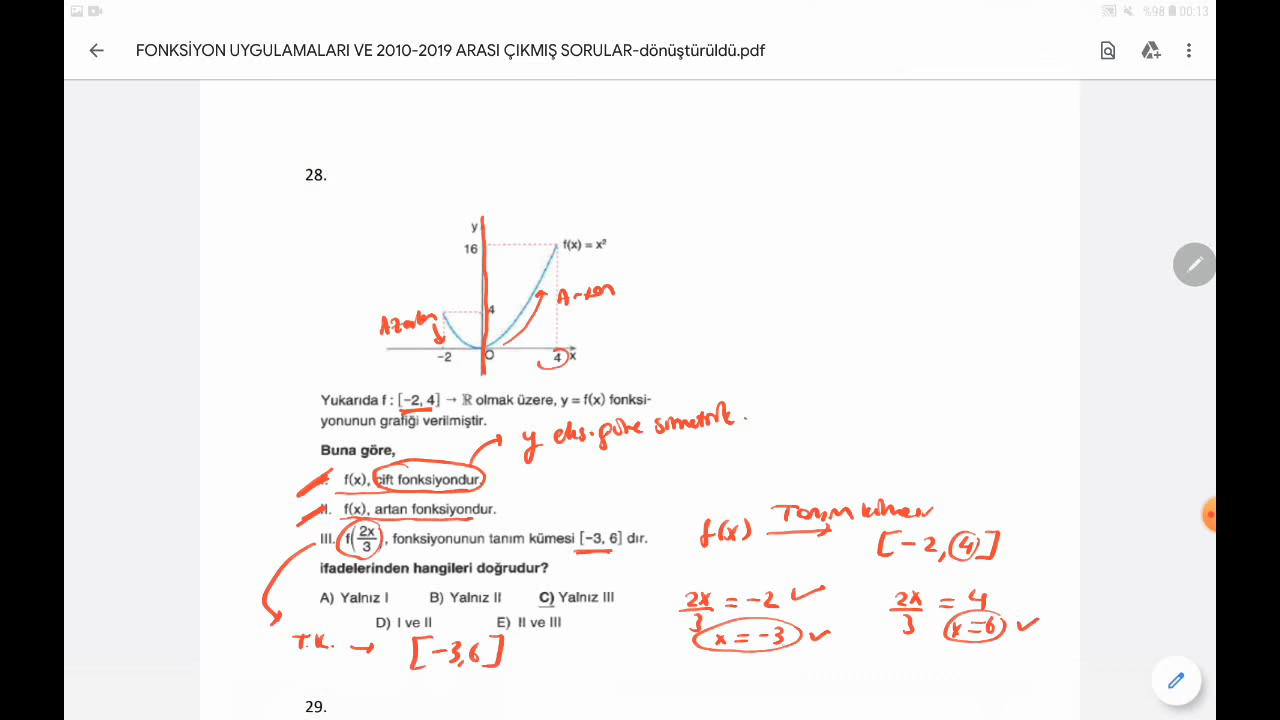 %98 00:13
FONKSİYON UYGULAMALARI VE 2010-2019 ARASI ÇIKMIŞ SORULAR-dönüştürüldü.pdf
28.
y
16
f(x) = x²
4
Artan
Azalan
-2
O
4
x
Yukarıda f : [−2, 4] → ℝ olmak üzere, y = f(x) fonksi-
yonunun grafiği verilmiştir.
y eks. göre simetrik.
Buna göre,
I. f(x), çift fonksiyondur.
II. f(x), artan fonksiyondur.
III. f(2x/3), fonksiyonunun tanım kümesi [−3, 6] dır.
f(x) → Tanım kümesi
[-2, 4]
ifadelerinden hangileri doğrudur?
A) Yalnız I B) Yalnız II C) Yalnız III
D) I ve II E) II ve III
2x/3 = -2 ✓
x = -3 ✓
2x/3 = 4
x = 6 ✓
T.K. → [-3,6]
29.